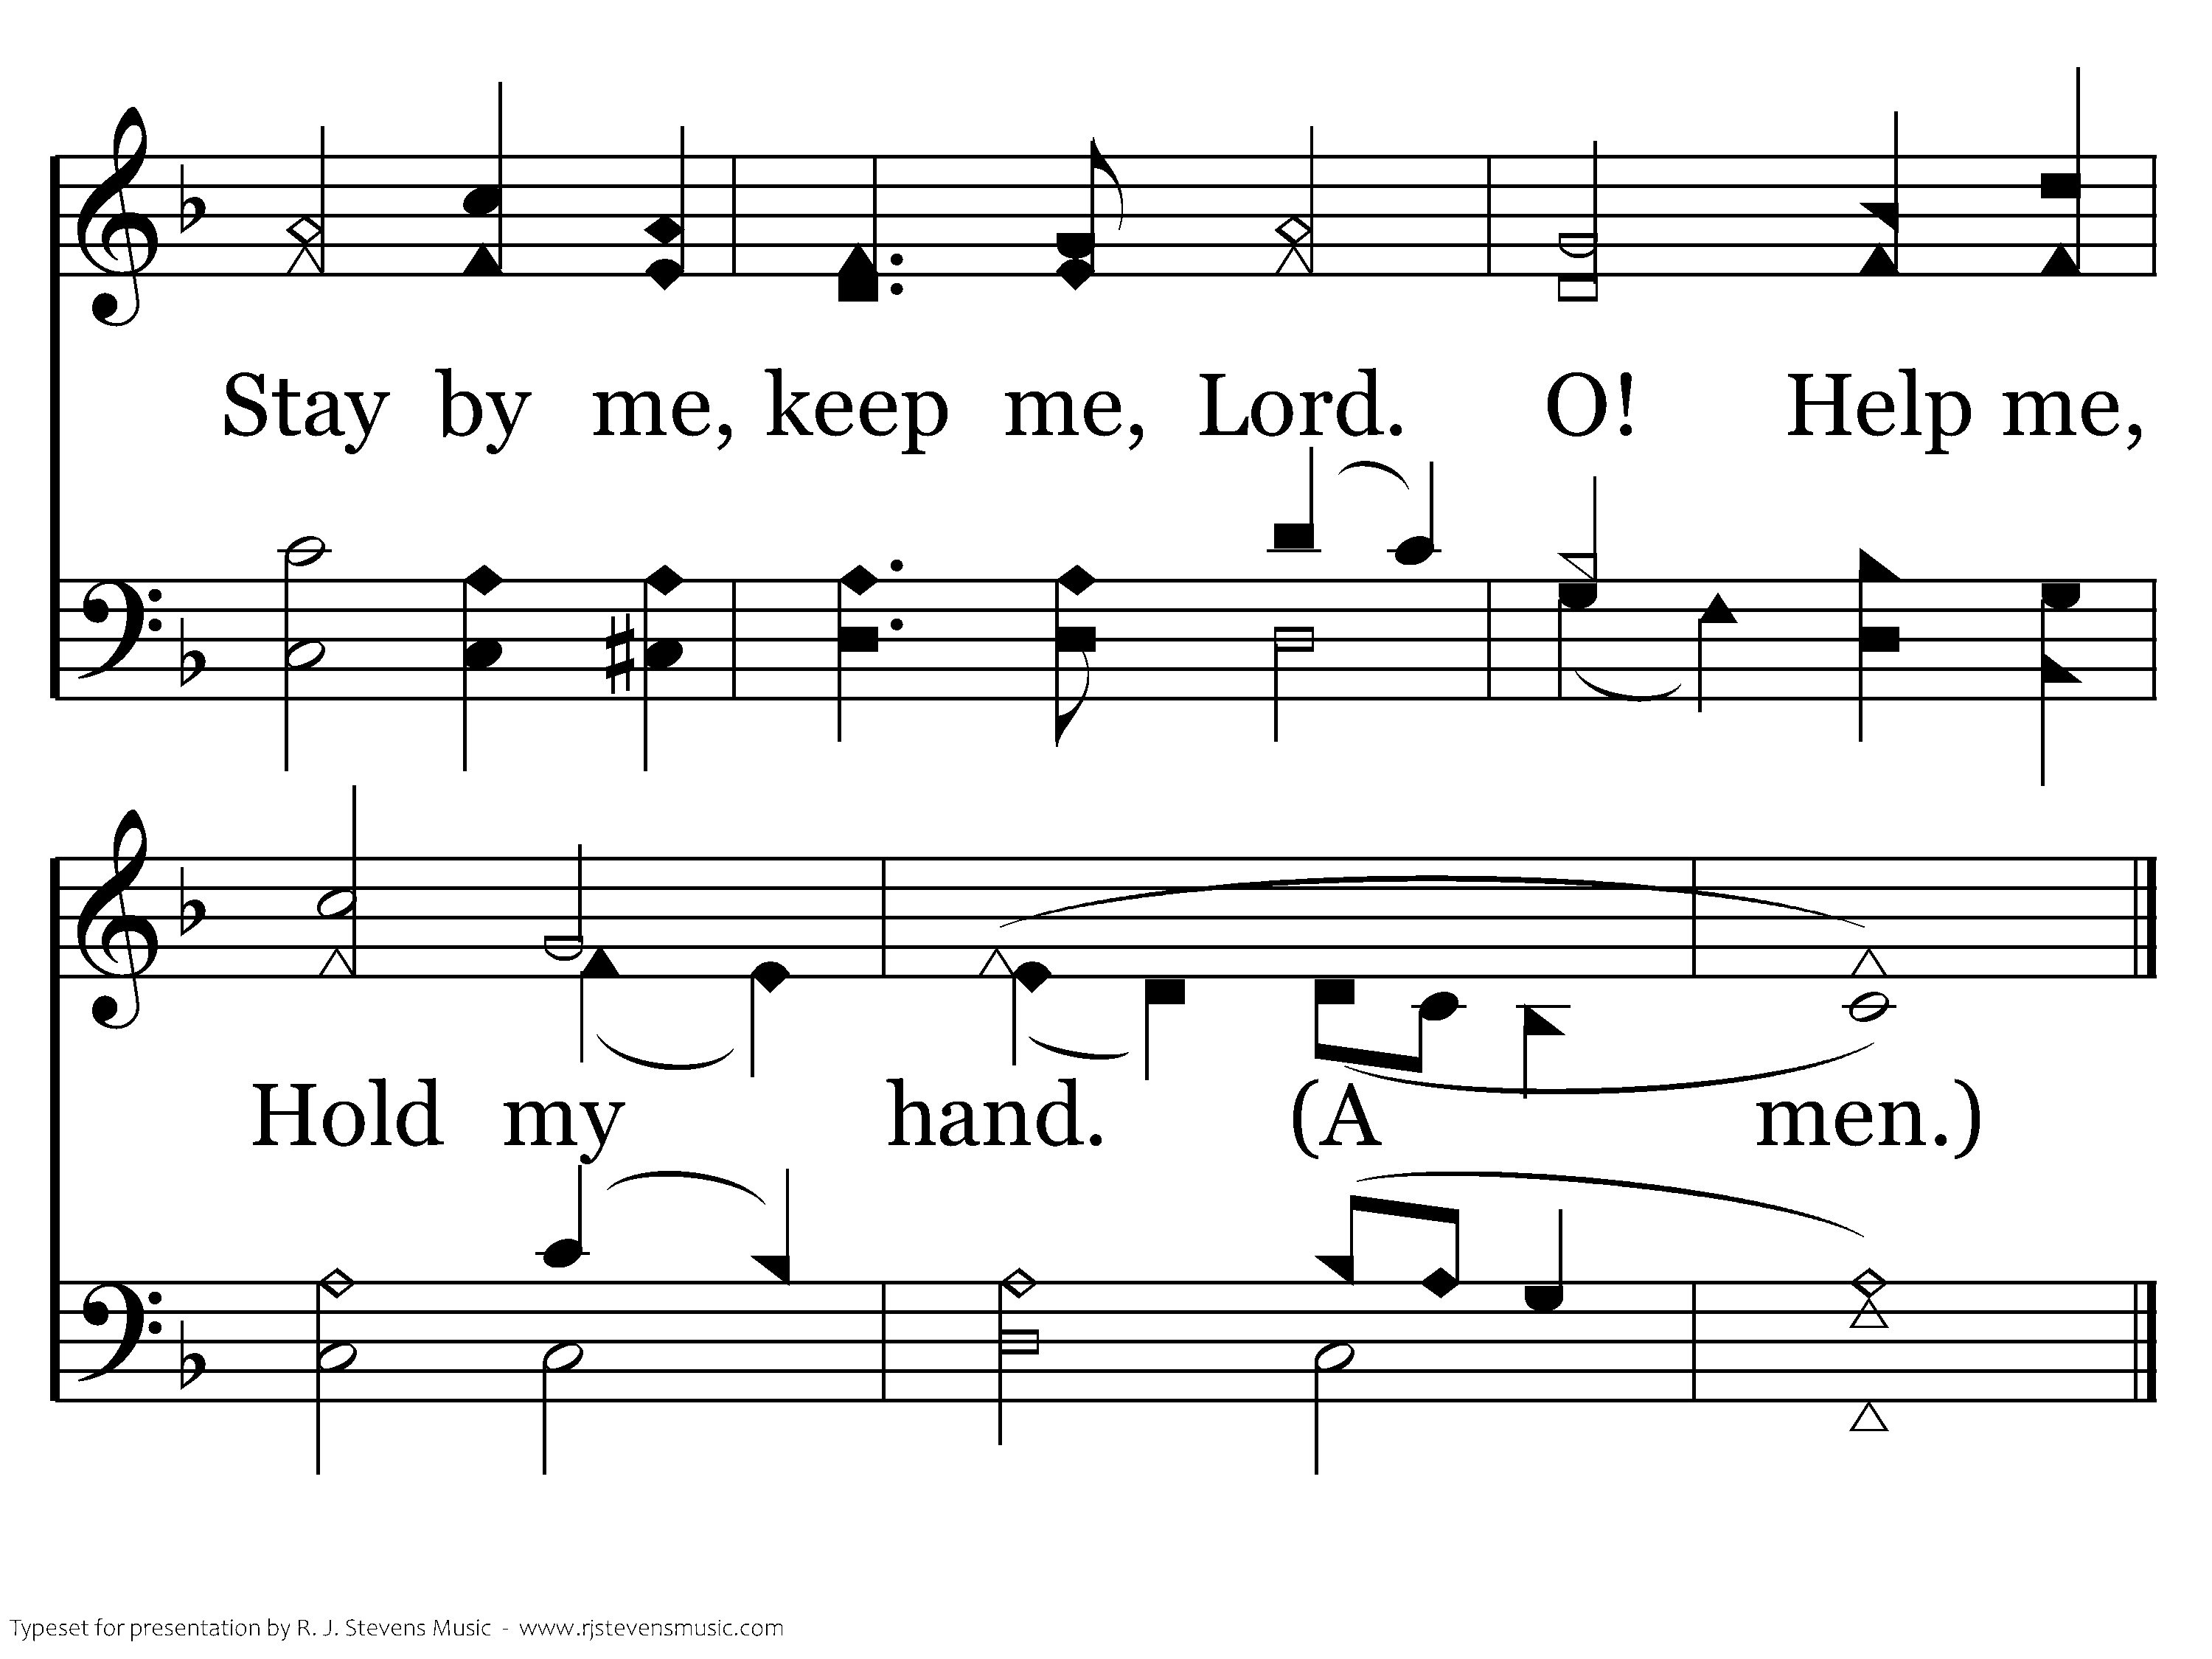 Stay by me, keep me, Lord. O! Help me,
Hold my hand. (A men.)
Typeset for presentation by R. J. Stevens Music - www.rjstevensmusic.com